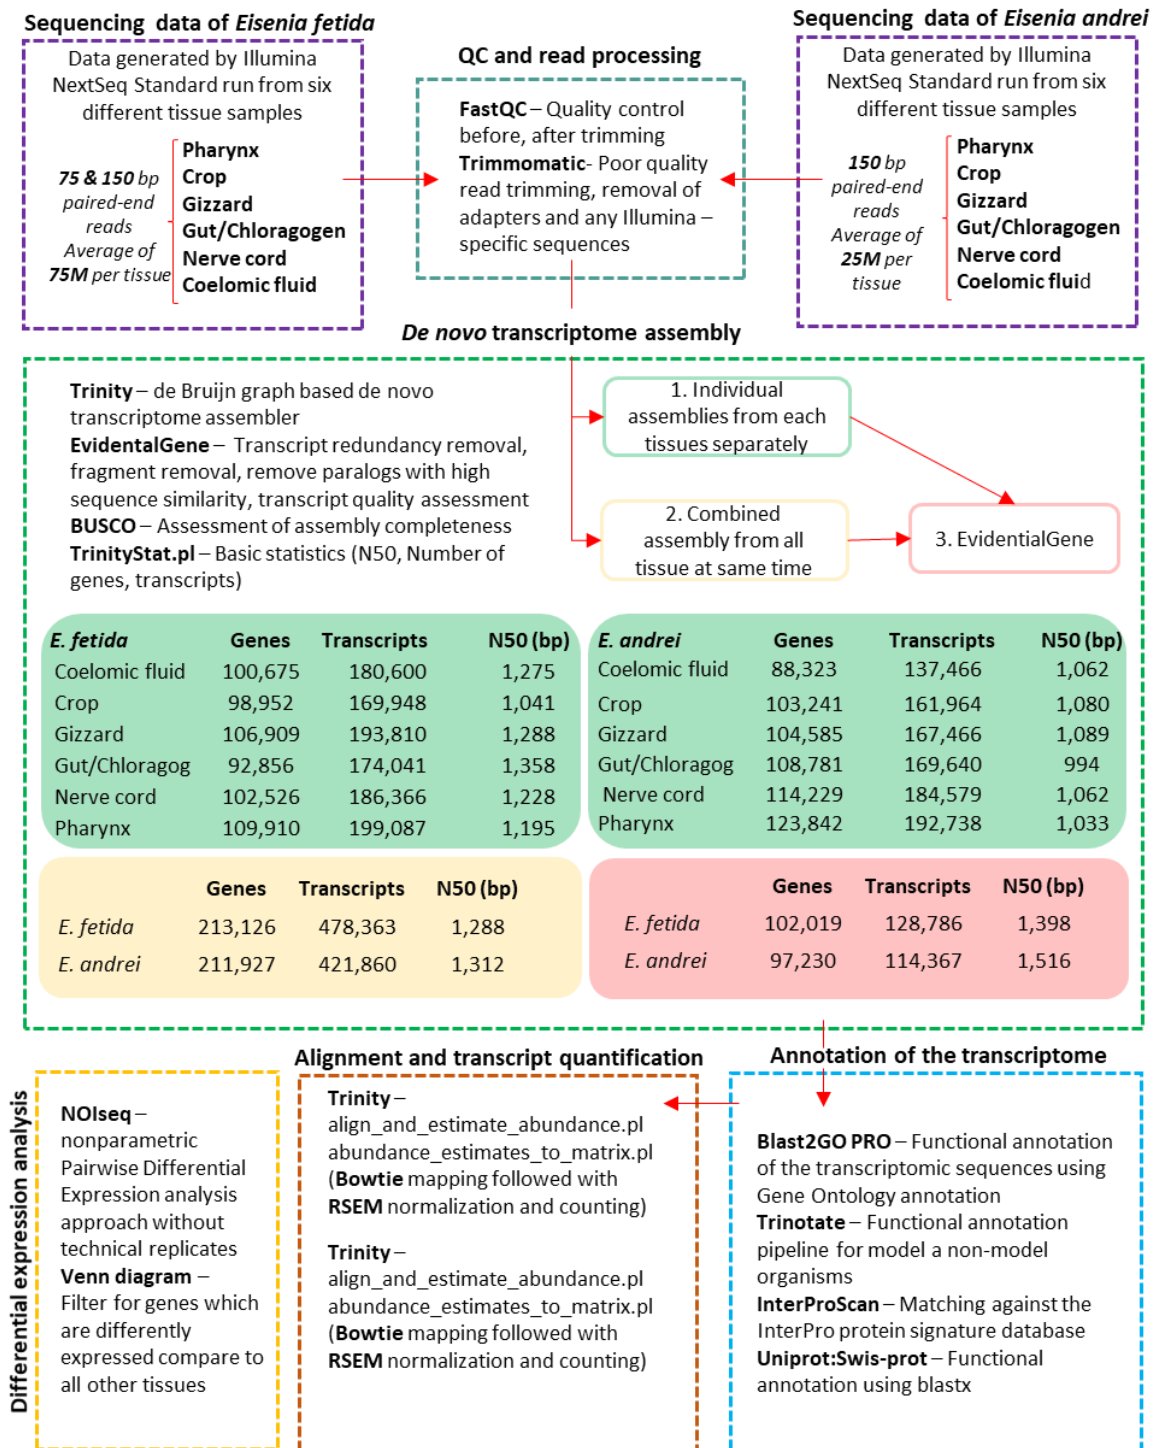 Sequencing data of Eisenia fetida
Data generated by Illumina
NextSeq Standard run from six
different tissue samples
75 & 150 bp
paired-end
reads
Average of
75M per tissue
Pharynx
Crop
Gizzard
Gut/Chloragogen
Nerve cord
Coelomic fluid
QC and read processing
FastQC – Quality control
before, after trimming
Trimmomatic- Poor quality
read trimming, removal of
adapters and any Illumina –
specific sequences
Sequencing data of Eisenia andrei
Data generated by Illumina
NextSeq Standard run from six
different tissue samples
150 bp
paired-end
reads
Average of
25M per
tissue
Pharynx
Crop
Gizzard
Gut/Chloragogen
Nerve cord
Coelomic fluid
De novo transcriptome assembly
Trinity – de Bruijn graph based de novo
transcriptome assembler
EvidentalGene – Transcript redundancy removal,
fragment removal, remove paralogs with high
sequence similarity, transcript quality assessment
BUSCO – Assessment of assembly completeness
TrinityStat.pl – Basic statistics (N50, Number of
genes, transcripts)
1. Individual
assemblies from each
tissues separately
2. Combined
assembly from all
tissue at same time
3. EvidentialGene
E. fetida Genes Transcripts N50 (bp)
Coelomic fluid 100,675 180,600 1,275
Crop 98,952 169,948 1,041
Gizzard 106,909 193,810 1,288
Gut/Chloragog 92,856 174,041 1,358
Nerve cord 102,526 186,366 1,228
Pharynx 109,910 199,087 1,195
E. andrei Genes Transcripts N50 (bp)
Coelomic fluid 88,323 137,466 1,062
Crop 103,241 161,964 1,080
Gizzard 104,585 167,466 1,089
Gut/Chloragog 108,781 169,640 994
Nerve cord 114,229 184,579 1,062
Pharynx 123,842 192,738 1,033
Genes Transcripts N50 (bp)
E. fetida 213,126 478,363 1,288
E. andrei 211,927 421,860 1,312
Genes Transcripts N50 (bp)
E. fetida 102,019 128,786 1,398
E. andrei 97,230 114,367 1,516
Differential expression analysis
NOIseq –
nonparametric
Pairwise Differential
Expression analysis
approach without
technical replicates
Venn diagram –
Filter for genes which
are differently
expressed compare to
all other tissues
Alignment and transcript quantification
Trinity –
align_and_estimate_abundance.pl
abundance_estimates_to_matrix.pl
(Bowtie mapping followed with
RSEM normalization and counting)
Trinity –
align_and_estimate_abundance.pl
abundance_estimates_to_matrix.pl
(Bowtie mapping followed with
RSEM normalization and counting)
Annotation of the transcriptome
Blast2GO PRO – Functional annotation
of the transcriptomic sequences using
Gene Ontology annotation
Trinotate – Functional annotation
pipeline for model a non-model
organisms
InterProScan – Matching against the
InterPro protein signature database
Uniprot:Swis-prot – Functional
annotation using blastx